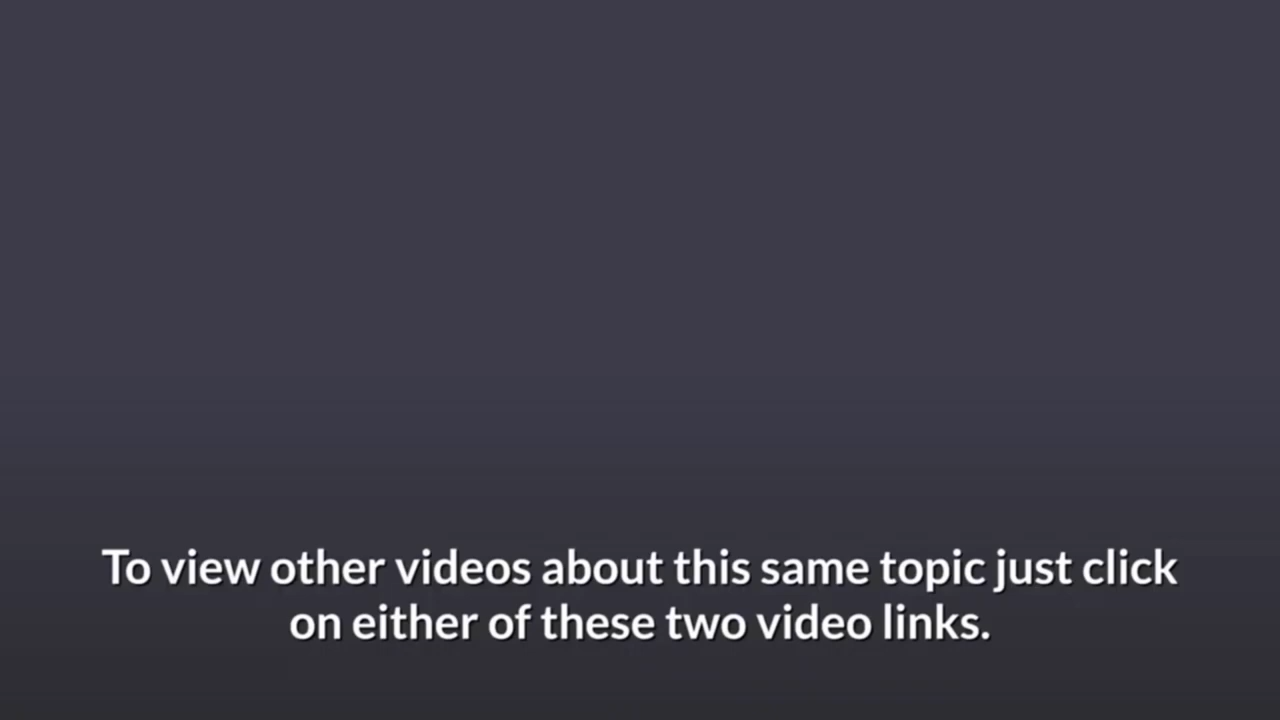 To view other videos about this same topic just click
on either of these two video links.